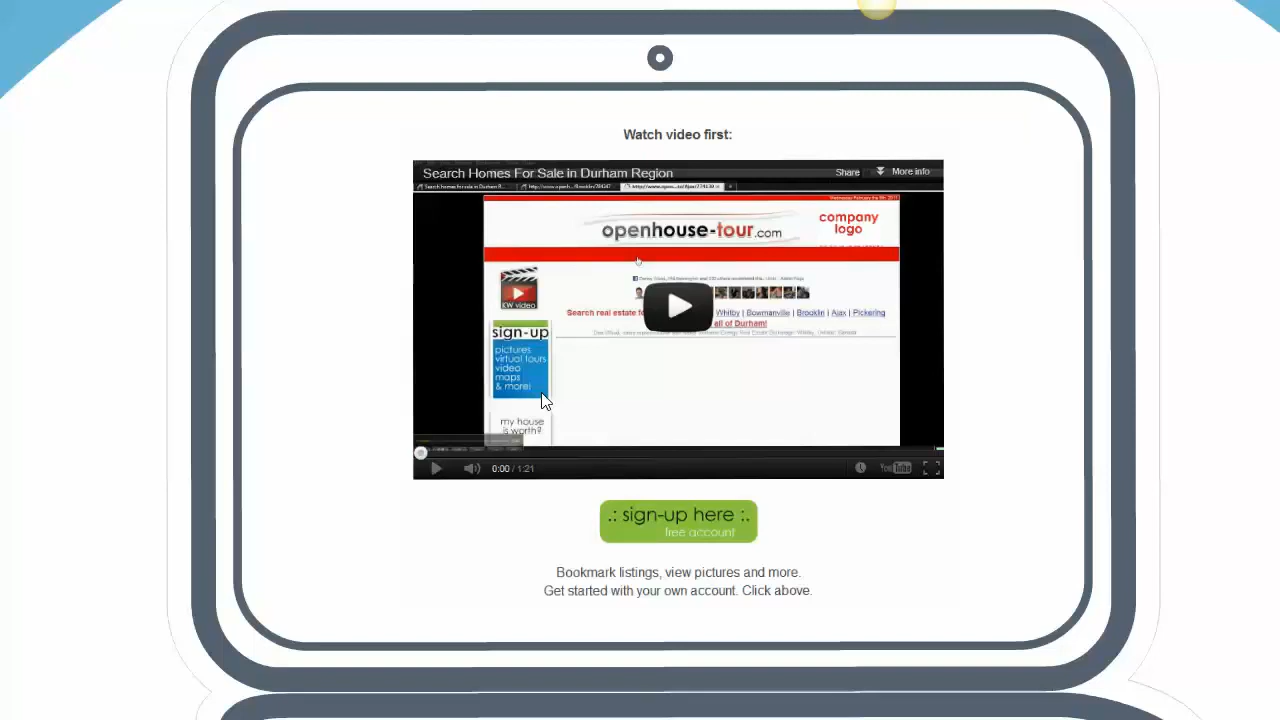 Watch video first:
Search Homes For Sale in Durham Region
Share
More info
openhouse-tour.com
company
logo
KW video
Search real estate
Whitby | Bowmanville | Brooklin | Ajax | Pickering
all of Durham!
sign-up
pictures
virtual tours
video
maps
& more!
my house
is worth?
0:00 / 1:21
YouTube
.: sign-up here :.
free account
Bookmark listings, view pictures and more.
Get started with your own account. Click above.